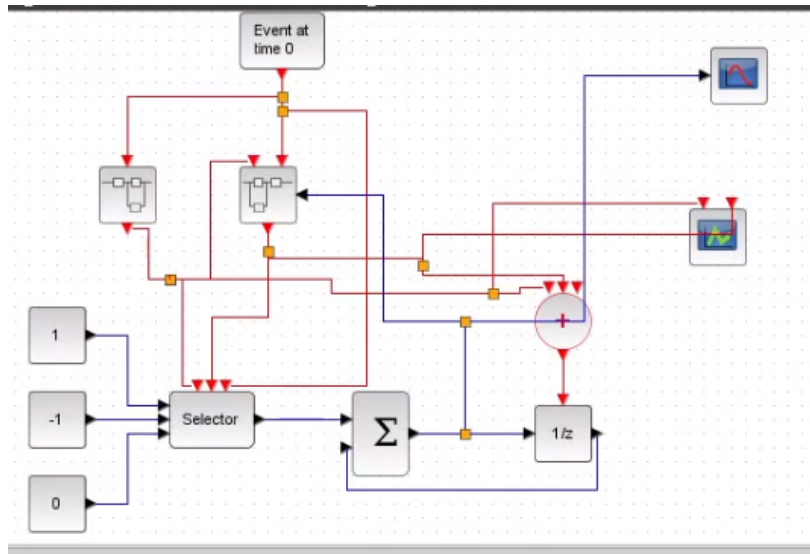 Event at
time 0
+
1
-1
Selector
Σ
1/z
0